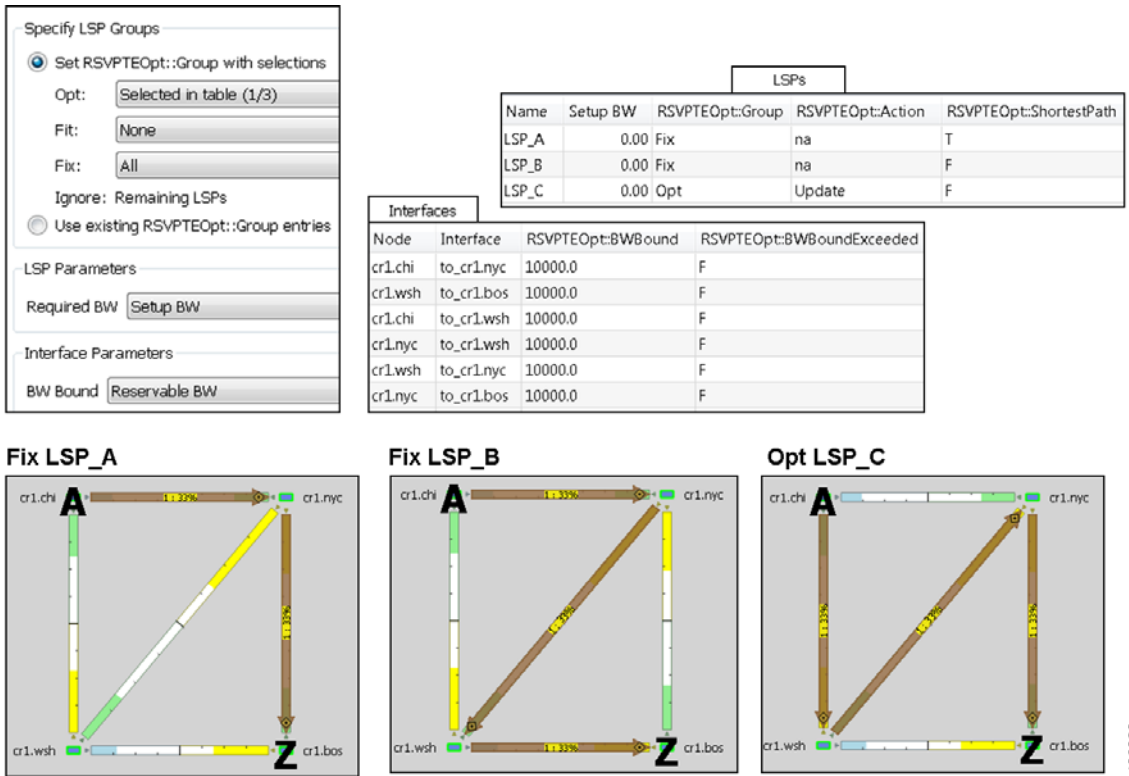 Specify LSP Groups
Set RSVPTEOpt::Group with selections
Opt: Selected in table (1/3)
Fit: None
Fix: All
Ignore: Remaining LSPs
Use existing RSVPTEOpt::Group entries
LSP Parameters
Required BW Setup BW
Interface Parameters
BW Bound Reservable BW
LSPs
Name Setup BW RSVPTEOpt::Group RSVPTEOpt::Action RSVPTEOpt::ShortestPath
LSP_A 0.00 Fix na T
LSP_B 0.00 Fix na F
LSP_C 0.00 Opt Update F
Interfaces
Node Interface RSVPTEOpt::BWBound RSVPTEOpt::BWBoundExceeded
cr1.chi to_cr1.nyc 10000.0 F
cr1.wsh to_cr1.bos 10000.0 F
cr1.chi to_cr1.wsh 10000.0 F
cr1.nyc to_cr1.wsh 10000.0 F
cr1.wsh to_cr1.nyc 10000.0 F
cr1.nyc to_cr1.bos 10000.0 F
Fix LSP_A
cr1.chi A 1 : 33% cr1.nyc
1 : 33%
cr1.wsh Z cr1.bos
Fix LSP_B
cr1.chi A 1 : 33% cr1.nyc
1 : 33%
cr1.wsh 1 : 33% Z cr1.bos
Opt LSP_C
cr1.chi A cr1.nyc
1 : 33% 1 : 33% 1 : 33%
cr1.wsh Z cr1.bos